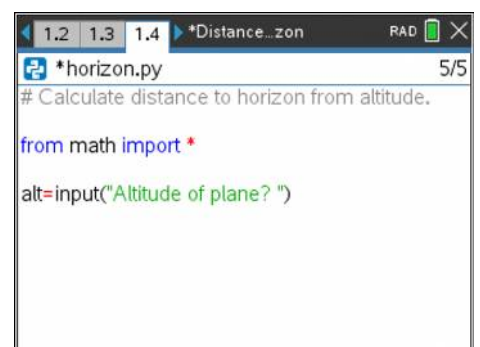 1.2 1.3 1.4 *Distance...zon RAD
*horizon.py 5/5
# Calculate distance to horizon from altitude.
from math import *
alt=input("Altitude of plane? ")